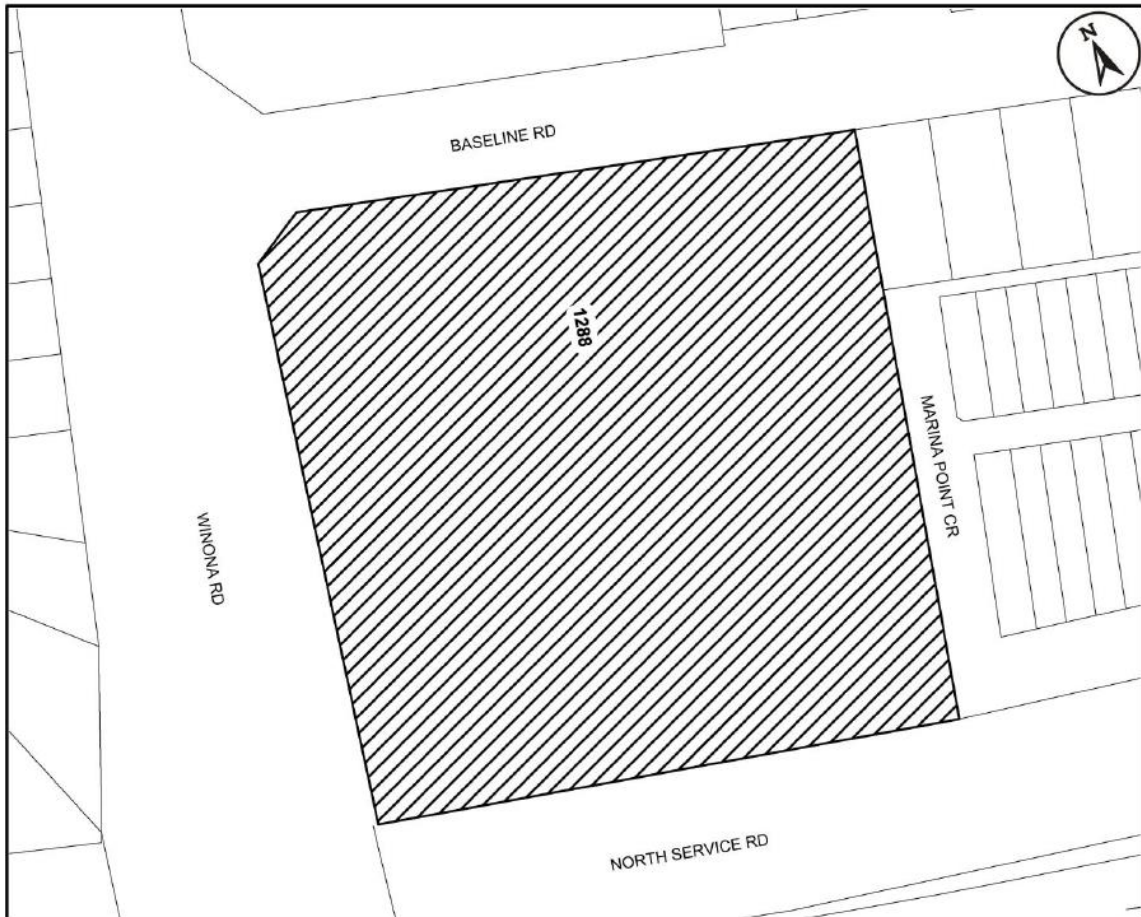 N
BASELINE RD
1288
MARINA POINT CR
WINONA RD
NORTH SERVICE RD